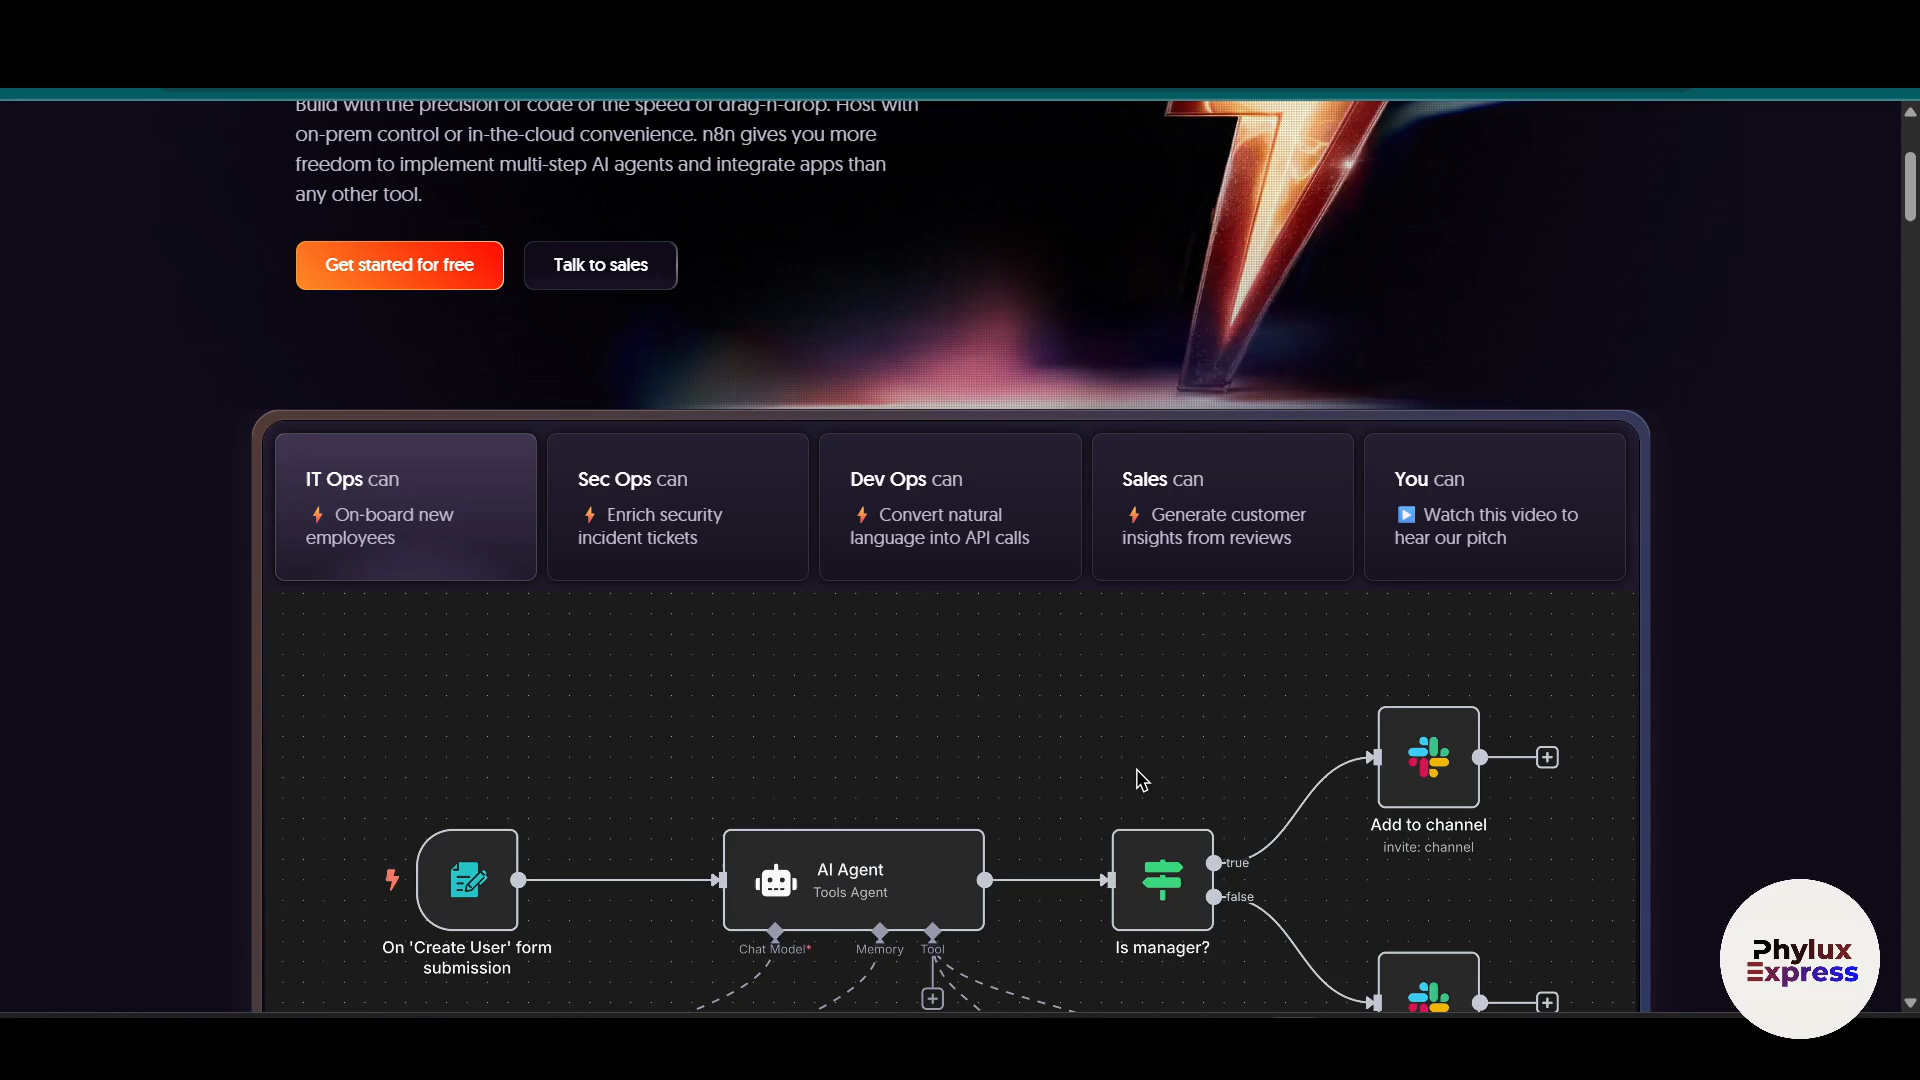 Build with the precision of code or the speed of drag-n-drop. Host with
on-prem control or in-the-cloud convenience. n8n gives you more
freedom to implement multi-step AI agents and integrate apps than
any other tool.
Get started for free
Talk to sales
IT Ops can
On-board new
employees
Sec Ops can
Enrich security
incident tickets
Dev Ops can
Convert natural
language into API calls
Sales can
Generate customer
insights from reviews
You can
Watch this video to
hear our pitch
Add to channel
invite: channel
AI Agent
Tools Agent
true
false
On 'Create User' form
submission
Chat Model*
Memory
Tool
Is manager?
Phylux
Express